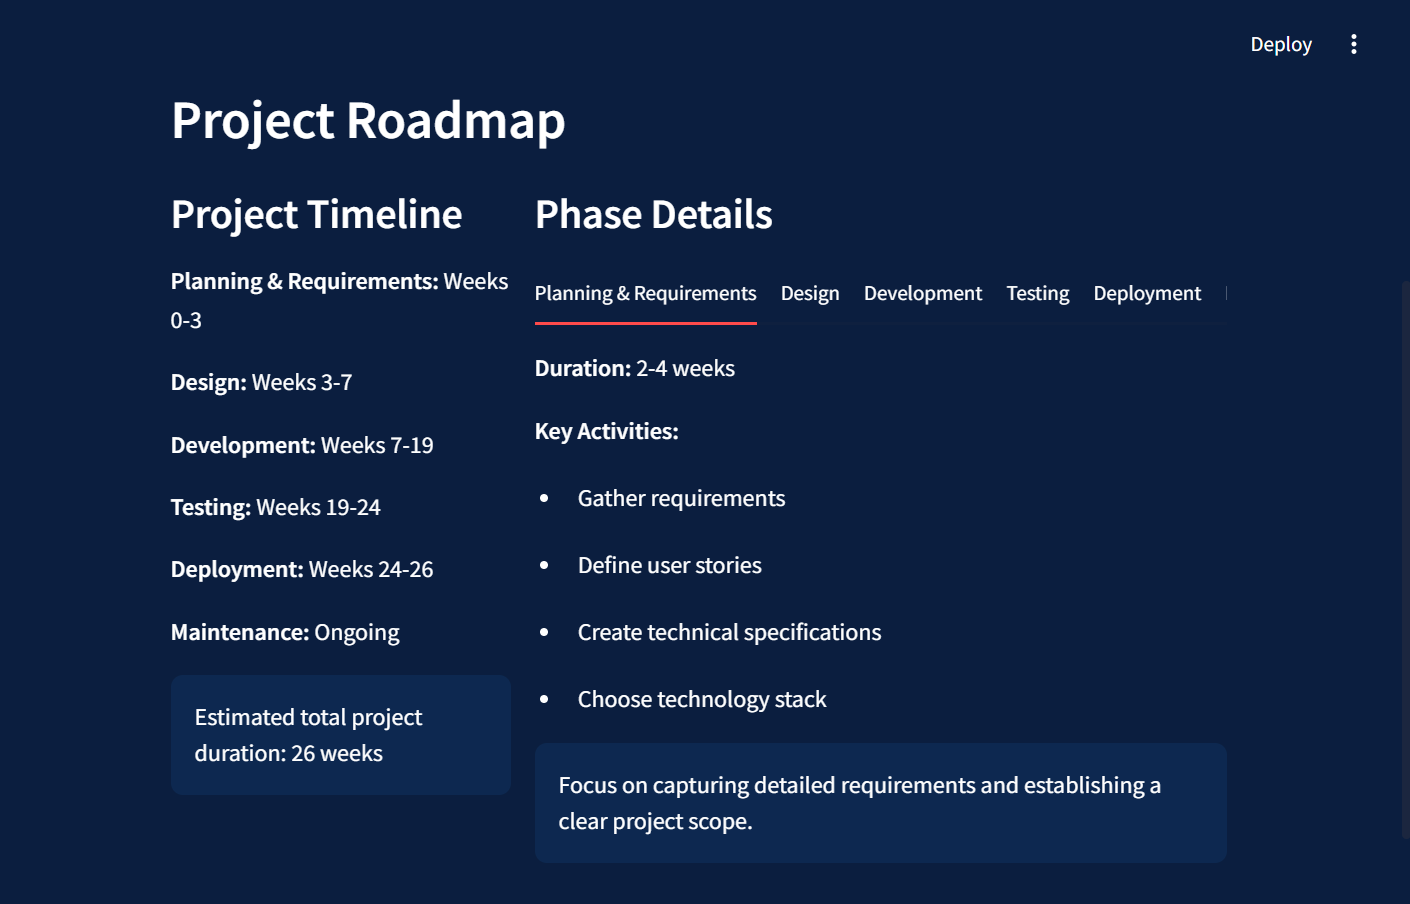 Deploy
Project Roadmap
Project Timeline
Planning & Requirements: Weeks
0-3
Design: Weeks 3-7
Development: Weeks 7-19
Testing: Weeks 19-24
Deployment: Weeks 24-26
Maintenance: Ongoing
Estimated total project
duration: 26 weeks
Phase Details
Planning & Requirements Design Development Testing Deployment
Duration: 2-4 weeks
Key Activities:
• Gather requirements
• Define user stories
• Create technical specifications
• Choose technology stack
Focus on capturing detailed requirements and establishing a
clear project scope.